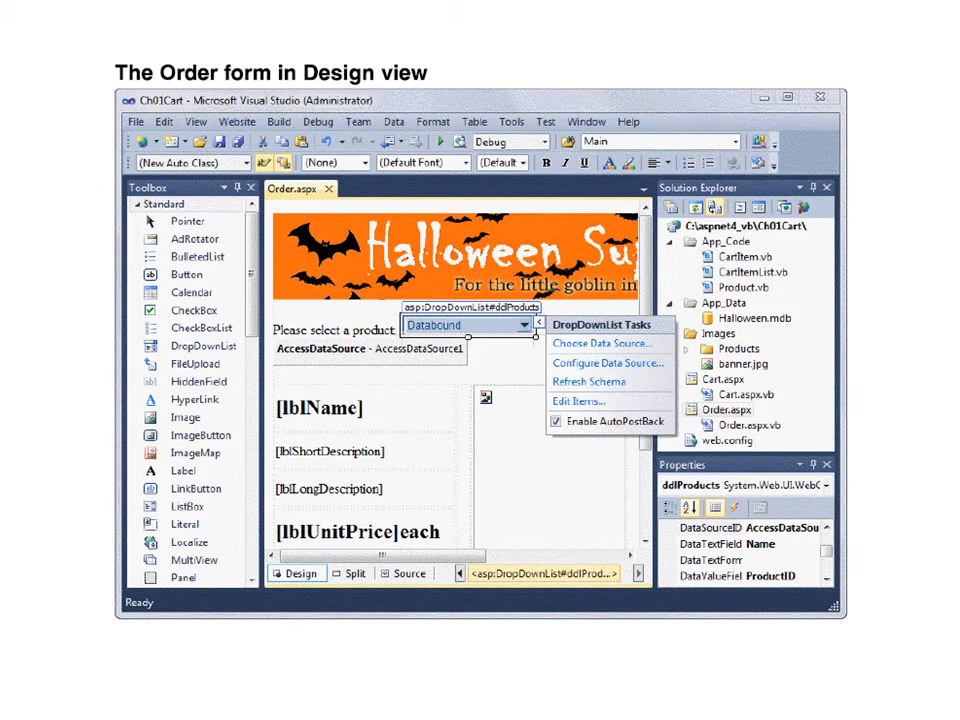 The Order form in Design view
Ch01Cart - Microsoft Visual Studio (Administrator)
File Edit View Website Build Debug Team Data Format Table Tools Test Window Help
Debug Main
(New Auto Class) (None) (Default Font) (Default B I U A
Toolbox
Standard
Pointer
AdRotator
BulletedList
Button
Calendar
CheckBox
CheckBoxList
DropDownList
FileUpload
HiddenField
HyperLink
Image
ImageButton
ImageMap
Label
LinkButton
ListBox
Literal
Localize
MultiView
Panel
Order.aspx
Halloween Su
For the little goblin in
asp:DropDownList#ddlProducts
Please select a product: Databound
AccessDataSource - AccessDataSource1
DropDownList Tasks
Choose Data Source...
Configure Data Source...
Refresh Schema
Edit Items...
Enable AutoPostBack
[lblName]
[lblShortDescription]
[lblLongDescription]
[lblUnitPrice]each
Design Split Source <asp:DropDownList#ddlProd...>
Solution Explorer
C:\aspnet4_vb\Ch01Cart\
App_Code
CartItem.vb
CartItemList.vb
Product.vb
App_Data
Halloween.mdb
Images
Products
banner.jpg
Cart.aspx
Cart.aspx.vb
Order.aspx
Order.aspx.vb
web.config
Properties
ddlProducts System.Web.UI.WebC
DataSourceID AccessDataSou
DataTextField Name
DataTextForm
DataValueFiel ProductID
Ready